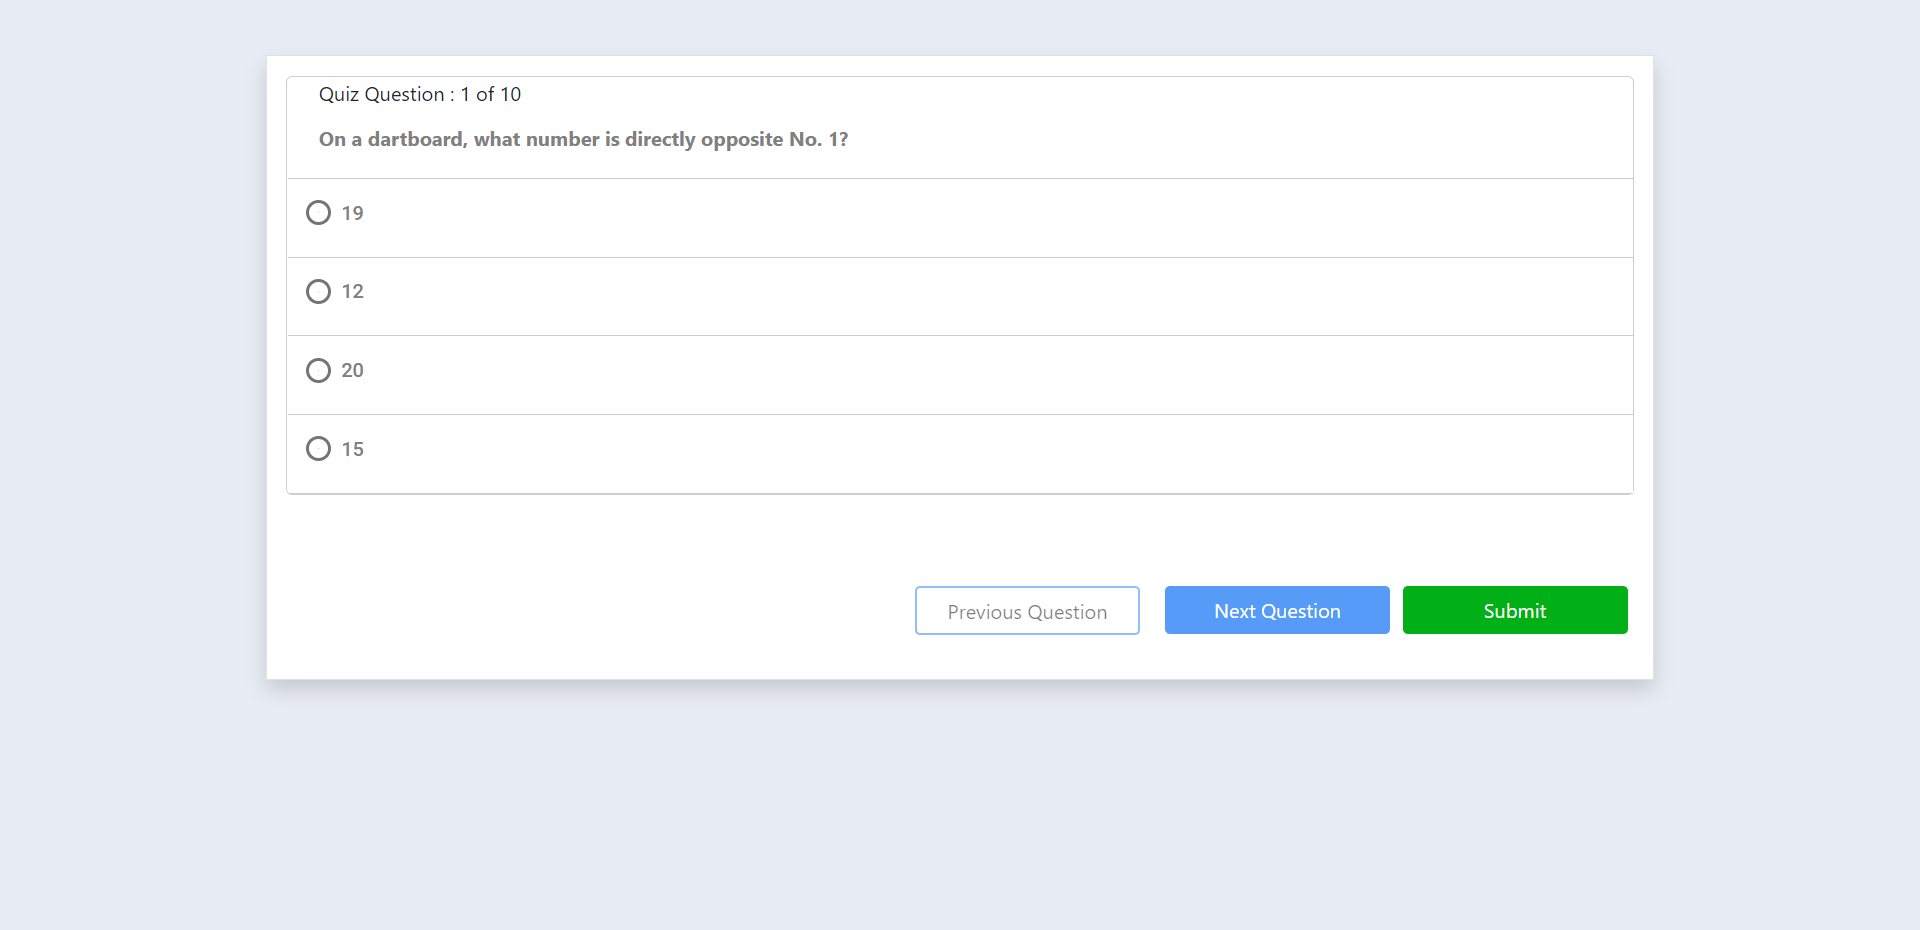 Quiz Question : 1 of 10
On a dartboard, what number is directly opposite No. 1?
19
12
20
15
Previous Question
Next Question
Submit